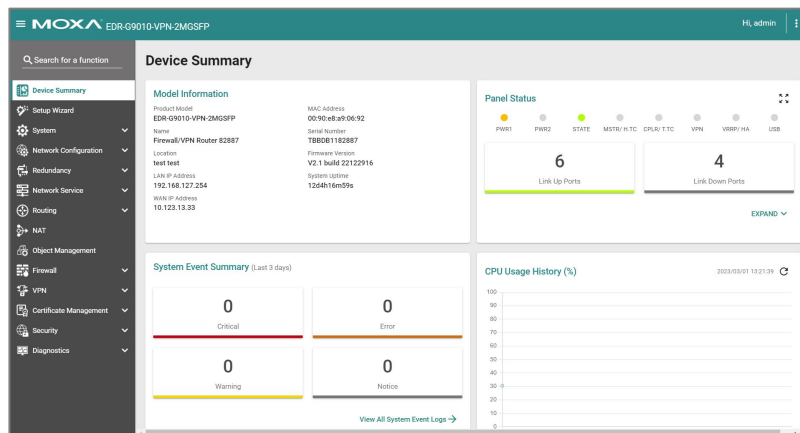 MOXA EDR-G9010-VPN-2MGSFP
Hi, admin
Search for a function
Device Summary
Setup Wizard
System
Network Configuration
Redundancy
Network Service
Routing
NAT
Object Management
Firewall
VPN
Certificate Management
Security
Diagnostics
Device Summary
Model Information
Product Model
EDR-G9010-VPN-2MGSFP
Name
Firewall/VPN Router 82887
Location
test test
LAN IP Address
192.168.127.254
WAN IP Address
10.123.13.33
MAC Address
00:90:e8:a9:06:92
Serial Number
TBBDB1182887
Firmware Version
V2.1 build 22122916
System Uptime
12d4h16m59s
Panel Status
PWR1 PWR2 STATE MSTR/ H.TC CPLR/ T.TC VPN VRRP/ HA USB
6
Link Up Ports
4
Link Down Ports
EXPAND
System Event Summary (Last 3 days)
0
Critical
0
Error
0
Warning
0
Notice
View All System Event Logs
CPU Usage History (%)
2023/03/01 13:21:39
100
90
80
70
60
50
40
30
20
10
0